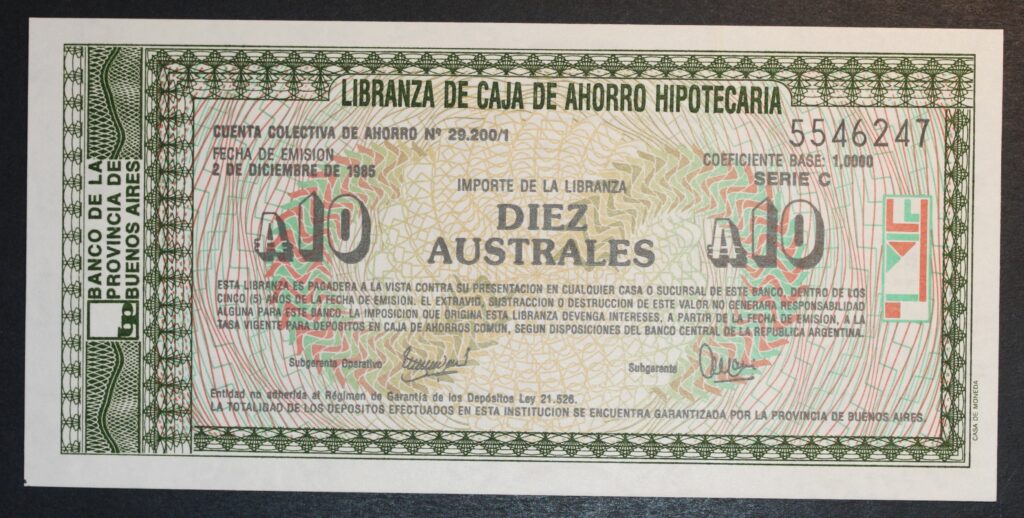 LIBRANZA DE CAJA DE AHORRO HIPOTECARIA
CUENTA COLECTIVA DE AHORRO Nº 29.200/1
5546247
FECHA DE EMISION
2 DE DICIEMBRE DE 1985
COEFICIENTE BASE: 1,0000
SERIE C
IMPORTE DE LA LIBRANZA
DIEZ
AUSTRALES
A10
A10
BANCO DE LA
PROVINCIA DE
BUENOS AIRES
ESTA LIBRANZA ES PAGADERA A LA VISTA CONTRA SU PRESENTACION EN CUALQUIER CASA O SUCURSAL DE ESTE BANCO, DENTRO DE LOS
CINCO (5) AÑOS DE LA FECHA DE EMISION. EL EXTRAVIO, SUSTRACCION O DESTRUCCION DE ESTE VALOR NO GENERARA RESPONSABILIDAD
ALGUNA PARA ESTE BANCO. LA IMPOSICION QUE ORIGINA ESTA LIBRANZA DEVENGA INTERESES, A PARTIR DE LA FECHA DE EMISION, A LA
TASA VIGENTE PARA DEPOSITOS EN CAJA DE AHORROS COMUN, SEGUN DISPOSICIONES DEL BANCO CENTRAL DE LA REPUBLICA ARGENTINA.
Subgerente Operativo
Subgerente
Entidad no adherida al Régimen de Garantía de los Depósitos Ley 21.526.
LA TOTALIDAD DE LOS DEPOSITOS EFECTUADOS EN ESTA INSTITUCION SE ENCUENTRA GARANTIZADA POR LA PROVINCIA DE BUENOS AIRES.
CASA DE MONEDA